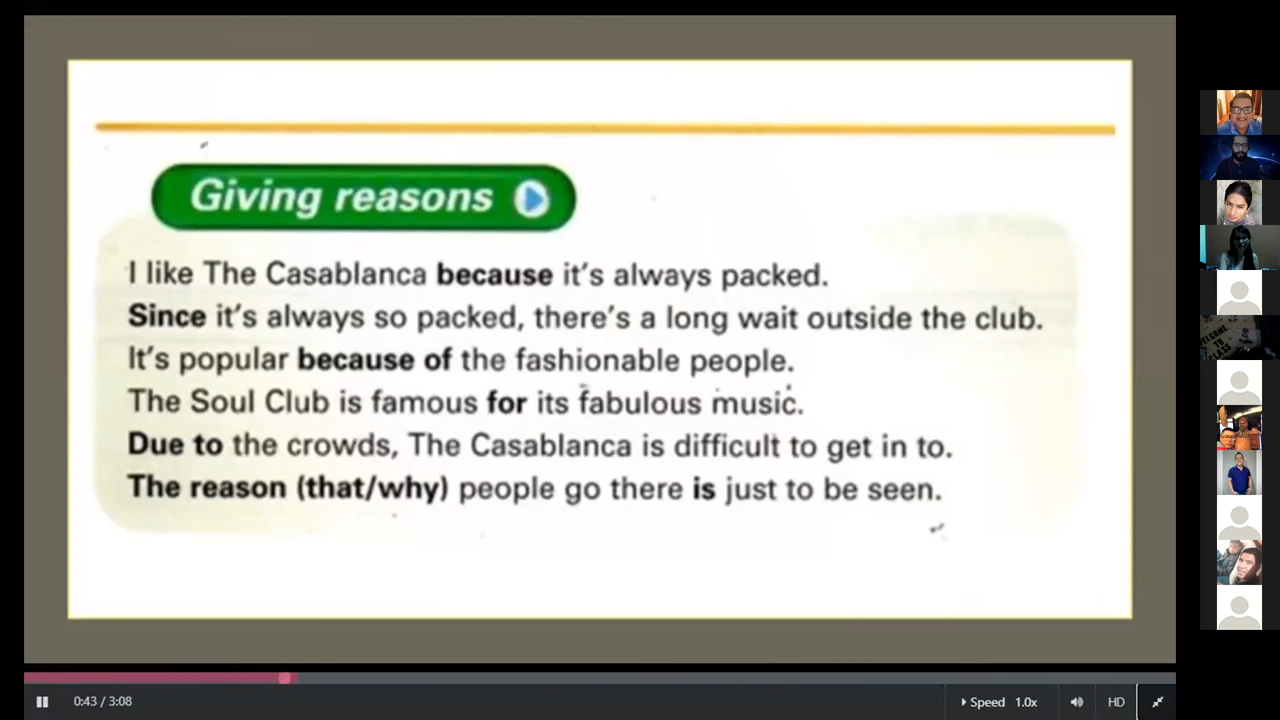 Giving reasons
I like The Casablanca because it's always packed.
Since it's always so packed, there's a long wait outside the club.
It's popular because of the fashionable people.
The Soul Club is famous for its fabulous music.
Due to the crowds, The Casablanca is difficult to get in to.
The reason (that/why) people go there is just to be seen.
WELCOME
TO
CLASS
0:43 / 3:08
Speed 1.0x
HD